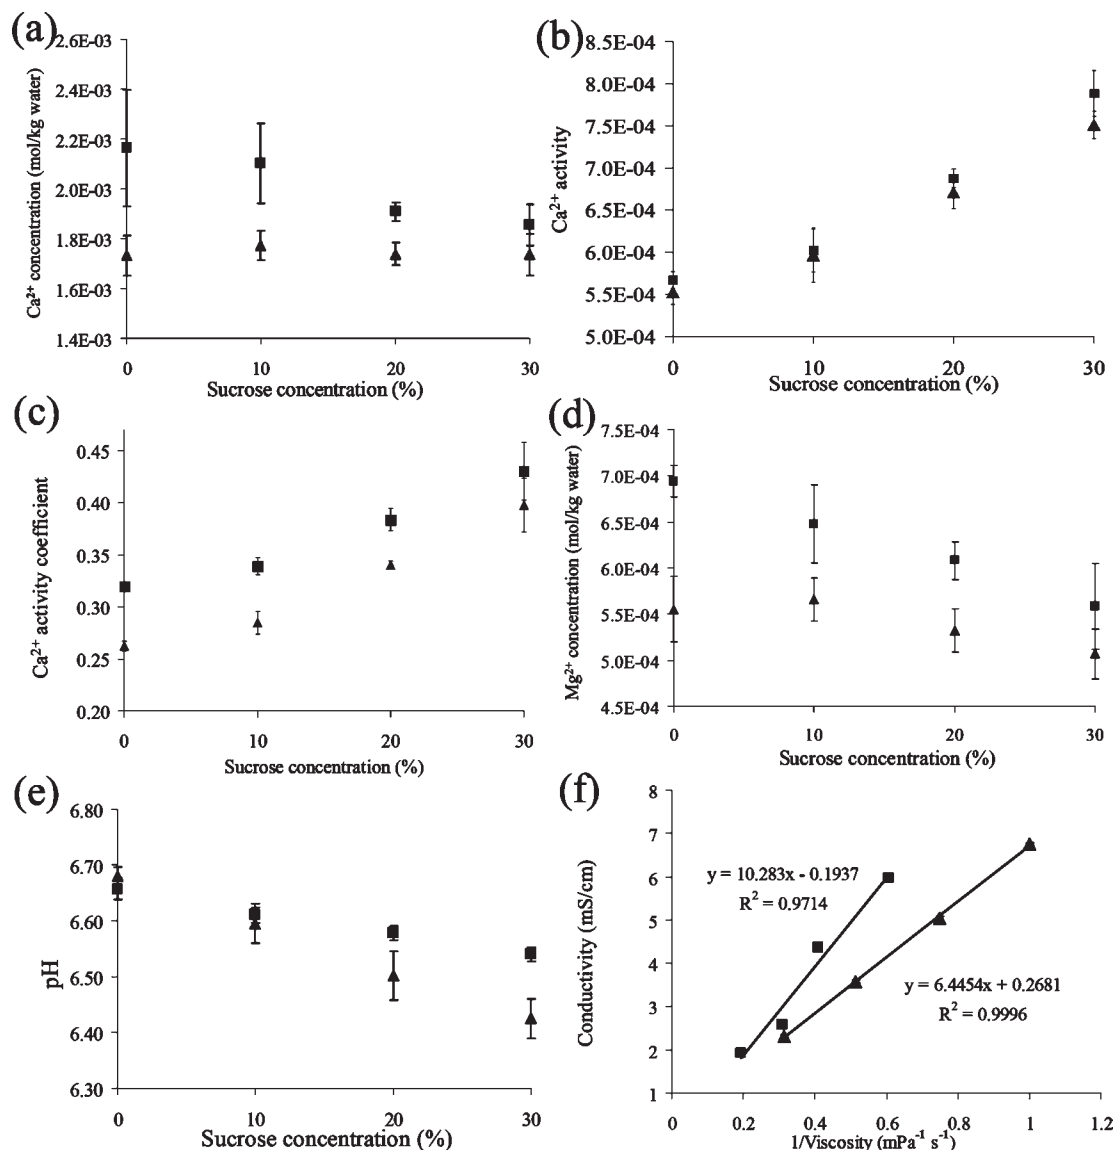 (a)
2.6E-03
2.4E-03
2.2E-03
2.0E-03
1.8E-03
1.6E-03
1.4E-03
Ca²⁺ concentration (mol/kg water)
0 10 20 30
Sucrose concentration (%)
(b)
8.5E-04
8.0E-04
7.5E-04
7.0E-04
6.5E-04
6.0E-04
5.5E-04
5.0E-04
Ca²⁺ activity
0 10 20 30
Sucrose concentration (%)
(c)
0.45
0.40
0.35
0.30
0.25
0.20
Ca²⁺ activity coefficient
0 10 20 30
Sucrose concentration (%)
(d)
7.5E-04
7.0E-04
6.5E-04
6.0E-04
5.5E-04
5.0E-04
4.5E-04
Mg²⁺ concentration (mol/kg water)
0 10 20 30
Sucrose concentration (%)
(e)
6.80
6.70
6.60
6.50
6.40
6.30
pH
0 10 20 30
Sucrose concentration (%)
(f)
8
7
6
5
4
3
2
1
Conductivity (mS/cm)
y = 10.283x - 0.1937
R² = 0.9714
y = 6.4454x + 0.2681
R² = 0.9996
0 0.2 0.4 0.6 0.8 1 1.2
1/Viscosity (mPa⁻¹ s⁻¹)